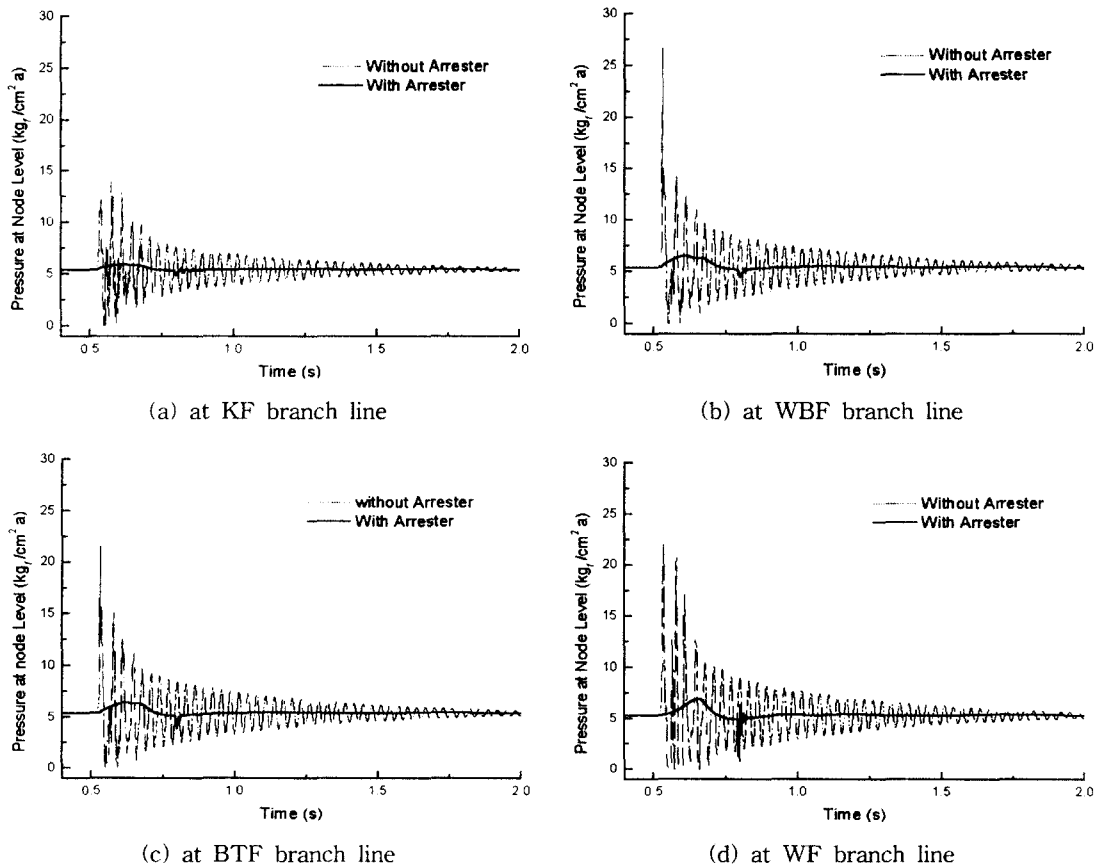 30
25
20
15
10
5
0
Pressure at Node Level (kgf/cm² a)
Without Arrester
With Arrester
0.5 1.0 1.5 2.0
Time (s)
(a) at KF branch line
30
25
20
15
10
5
0
Pressure at Node Level (kgf/cm² a)
Without Arrester
With Arrester
0.5 1.0 1.5 2.0
Time (s)
(b) at WBF branch line
30
25
20
15
10
5
0
Pressure at node Level (kgf/cm² a)
without Arrester
With Arrester
0.5 1.0 1.5 2.0
Time (s)
(c) at BTF branch line
30
25
20
15
10
5
0
Pressure at Node Level (kgf/cm² a)
Without Arrester
With Arrester
0.5 1.0 1.5 2.0
Time (s)
(d) at WF branch line